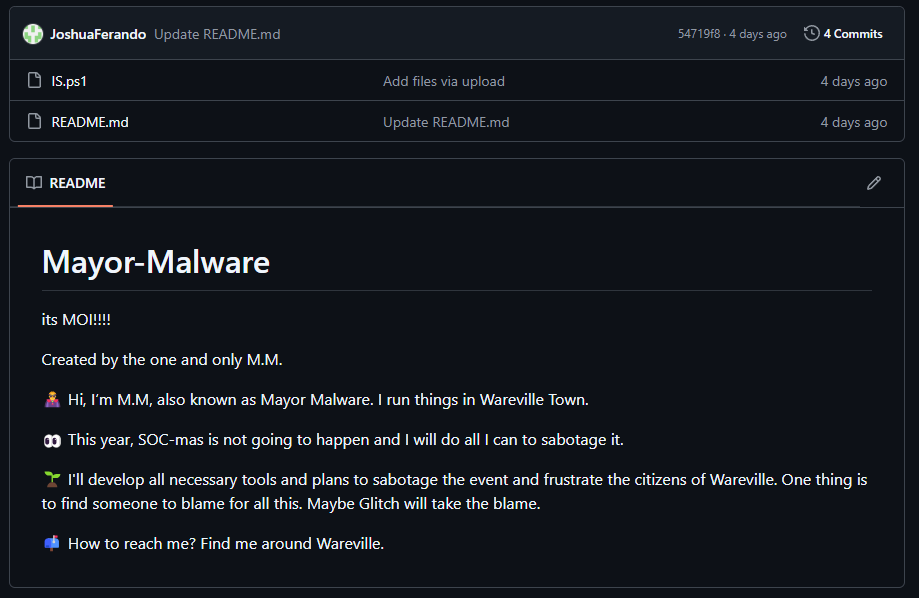 JoshuaFerando Update README.md 54719f8 · 4 days ago 4 Commits
IS.ps1 Add files via upload 4 days ago
README.md Update README.md 4 days ago
README
Mayor-Malware
its MOI!!!!
Created by the one and only M.M.
🦹‍♀️ Hi, I'm M.M, also known as Mayor Malware. I run things in Wareville Town.
👀 This year, SOC-mas is not going to happen and I will do all I can to sabotage it.
🌱 I'll develop all necessary tools and plans to sabotage the event and frustrate the citizens of Wareville. One thing is
to find someone to blame for all this. Maybe Glitch will take the blame.
📫 How to reach me? Find me around Wareville.